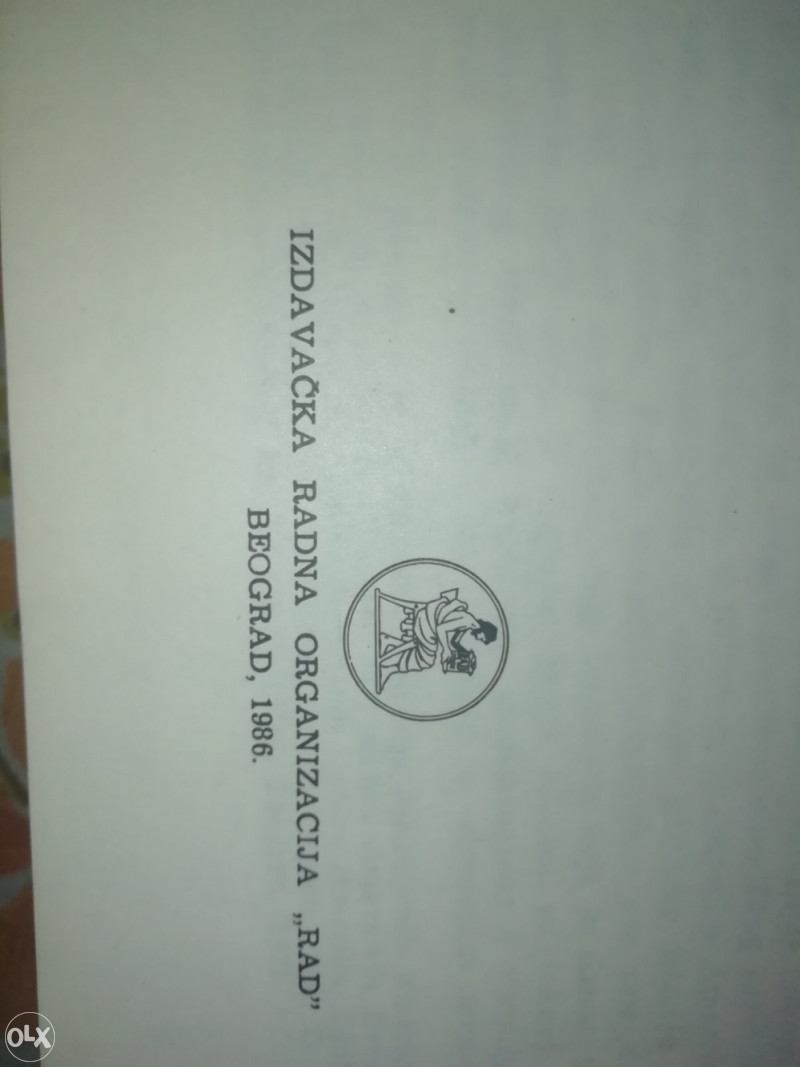 IZDAVAČKA RADNA ORGANIZACIJA „RAD”
BEOGRAD, 1986.
OLX